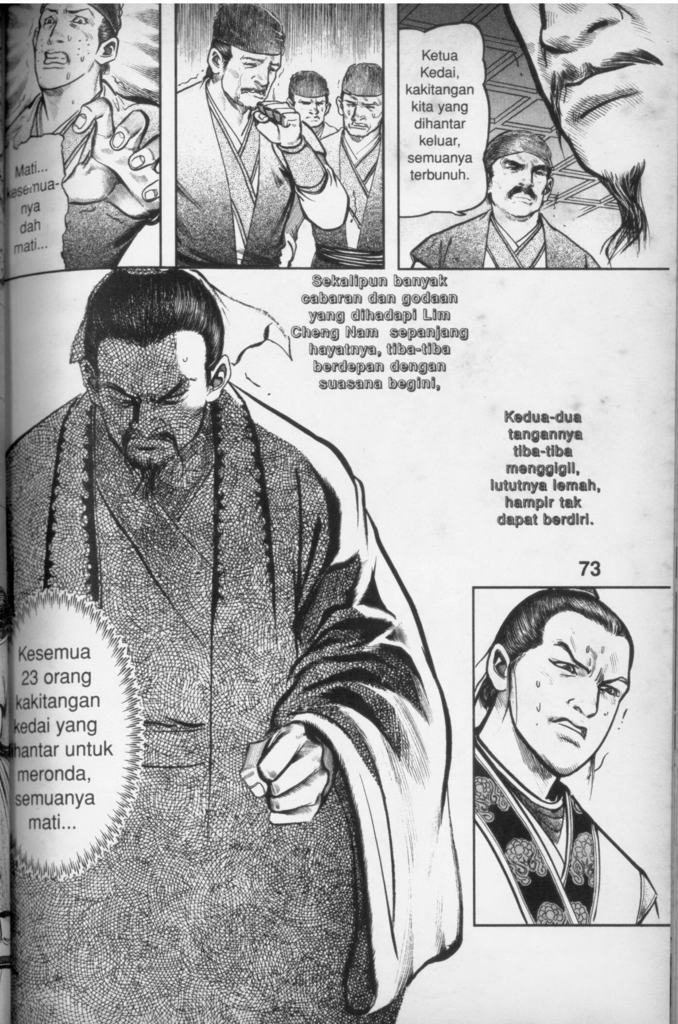 Mati...
kesemua-
nya
dah
mati...
Ketua
Kedai,
kakitangan
kita yang
dihantar
keluar,
semuanya
terbunuh.
Sekalipun banyak
cabaran dan godaan
yang dihadapi Lim
Cheng Nam sepanjang
hayatnya, tiba-tiba
berdepan dengan
suasana begini,
Kedua-dua
tangannya
tiba-tiba
menggigil,
lututnya lemah,
hampir tak
dapat berdiri.
73
Kesemua
23 orang
kakitangan
kedai yang
dihantar untuk
meronda,
semuanya
mati...